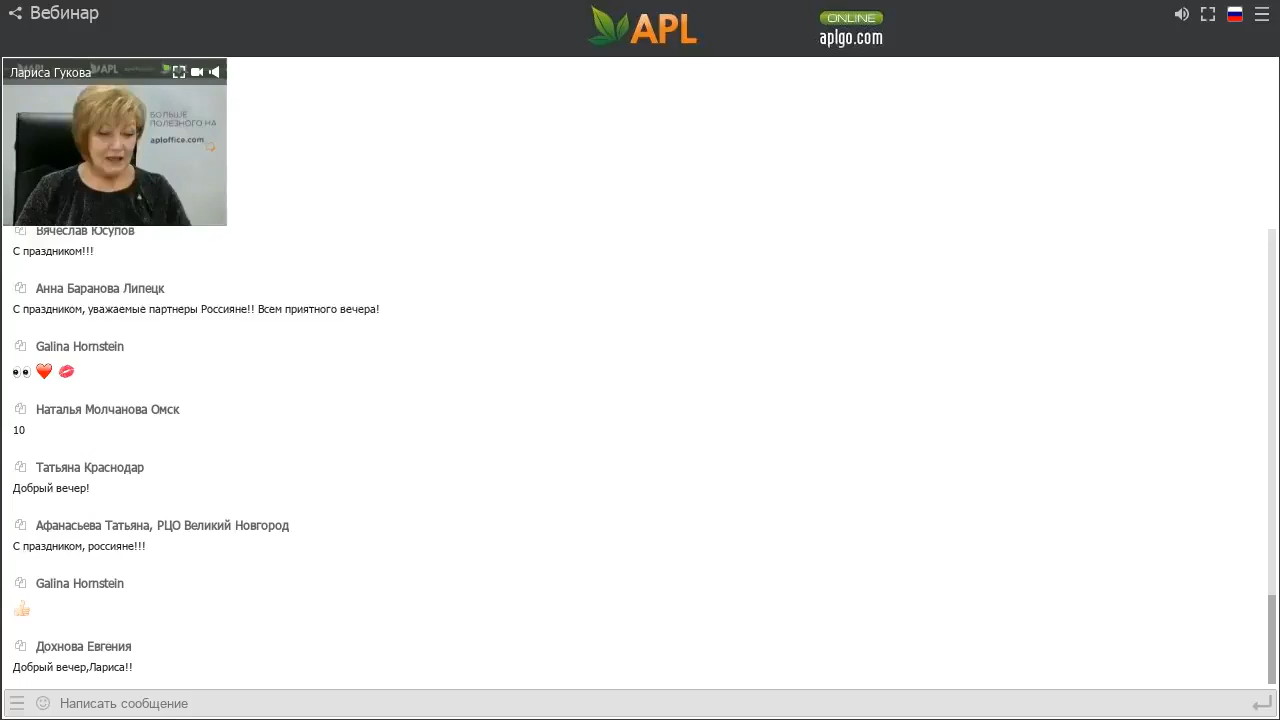 Вебинар
APL
ONLINE
aplgo.com
Лариса Гукова
БОЛЬШЕ
ПОЛЕЗНОГО НА
aploffice.com
Вячеслав Юсупов
С праздником!!!
Анна Баранова Липецк
С праздником, уважаемые партнеры Россияне!! Всем приятного вечера!
Galina Hornstein
Наталья Молчанова Омск
10
Татьяна Краснодар
Добрый вечер!
Афанасьева Татьяна, РЦО Великий Новгород
С праздником, россияне!!!
Galina Hornstein
Дохнова Евгения
Добрый вечер,Лариса!!
Написать сообщение